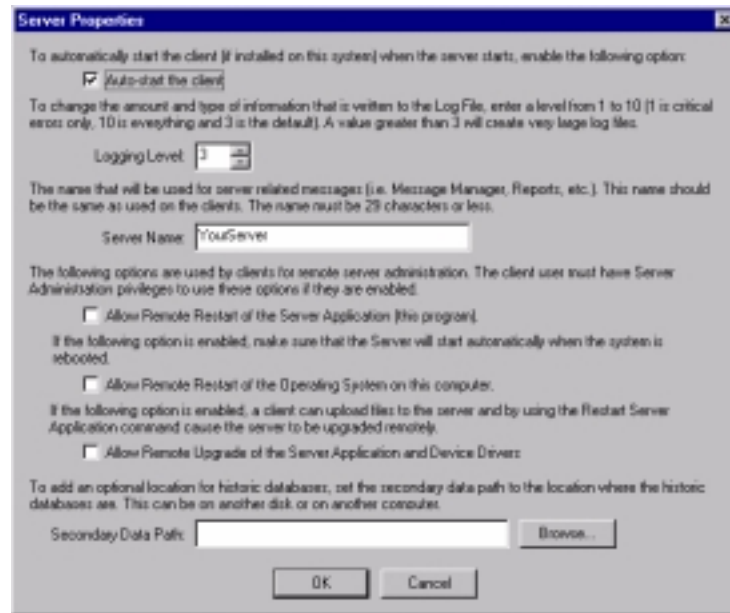 Server Properties
To automatically start the client (if installed on this system) when the server starts, enable the following option:
Auto-start the client
To change the amount and type of information that is written to the Log File, enter a level from 1 to 10 (1 is critical
errors only, 10 is everything and 3 is the default). A value greater than 3 will create very large log files.
Logging Level: 3
The name that will be used for server related messages (i.e. Message Manager, Reports, etc.). This name should
be the same as used on the clients. The name must be 29 characters or less.
Server Name: YourServer
The following options are used by clients for remote server administration. The client user must have Server
Administration privileges to use these options if they are enabled.
Allow Remote Restart of the Server Application (this program).
If the following option is enabled, make sure that the Server will start automatically when the system is
rebooted.
Allow Remote Restart of the Operating System on this computer.
If the following option is enabled, a client can upload files to the server and by using the Restart Server
Application command cause the server to be upgraded remotely.
Allow Remote Upgrade of the Server Application and Device Drivers
To add an optional location for historic databases, set the secondary data path to the location where the historic
databases are. This can be on another disk or on another computer.
Secondary Data Path: Browse...
OK Cancel